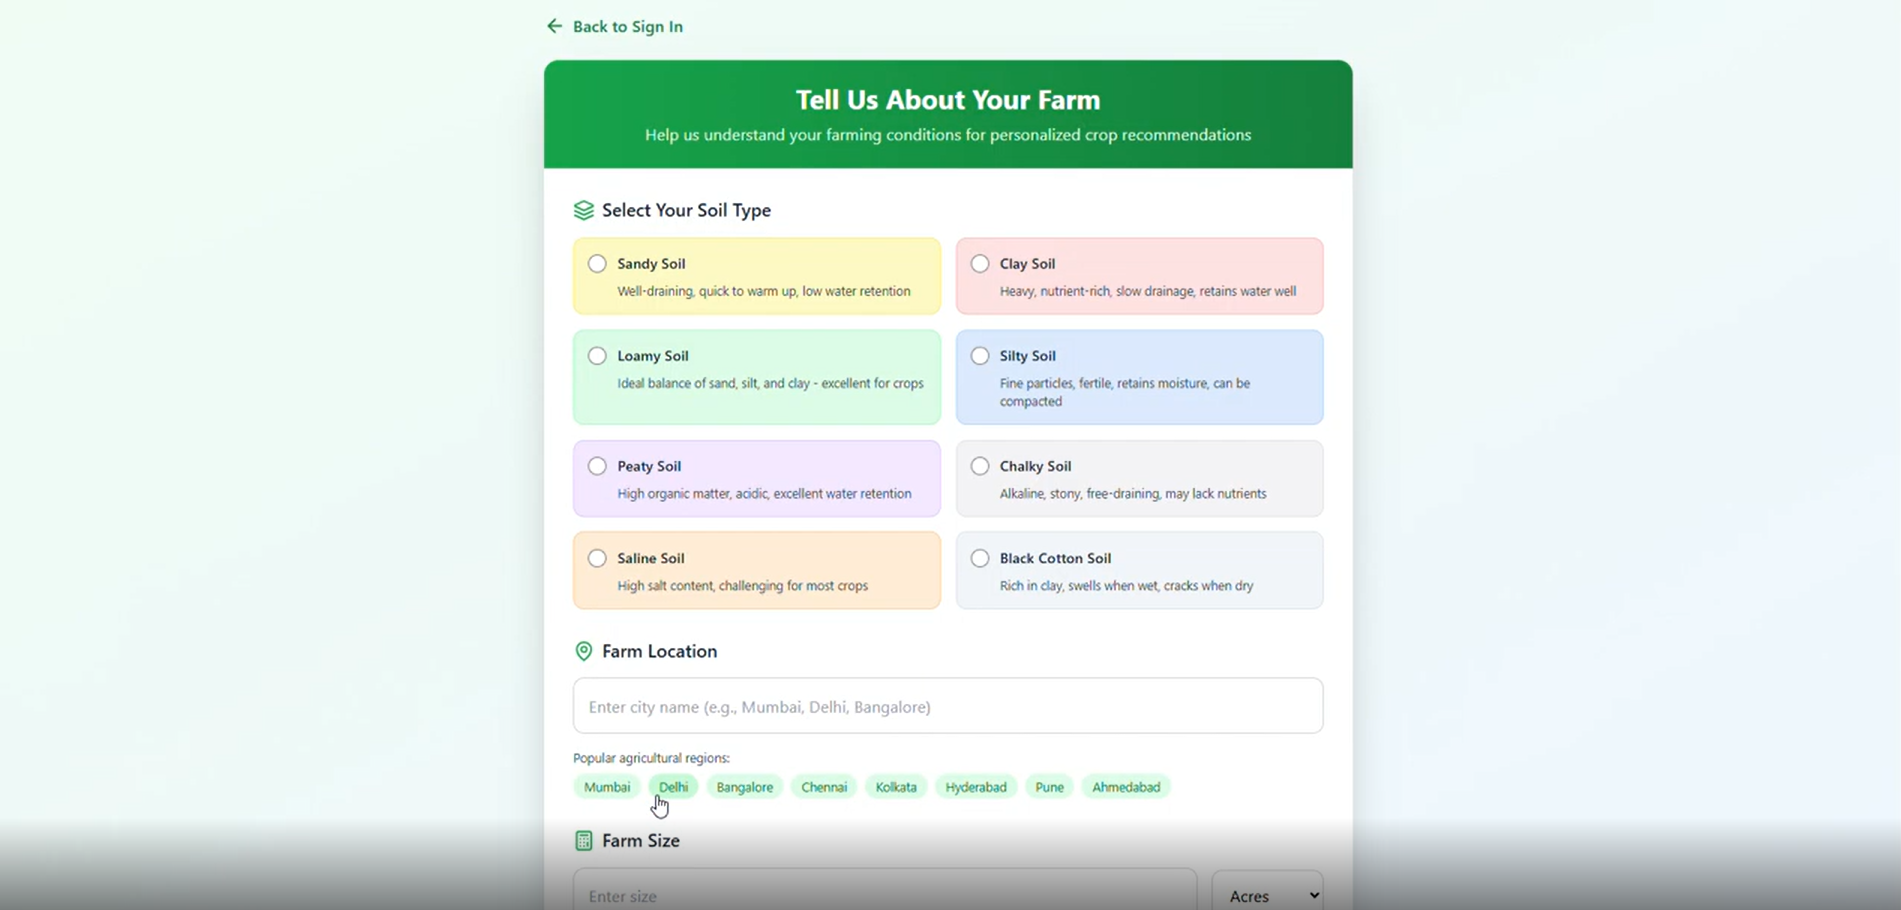 Back to Sign In
Tell Us About Your Farm
Help us understand your farming conditions for personalized crop recommendations
Select Your Soil Type
Sandy Soil
Well-draining, quick to warm up, low water retention
Clay Soil
Heavy, nutrient-rich, slow drainage, retains water well
Loamy Soil
Ideal balance of sand, silt, and clay - excellent for crops
Silty Soil
Fine particles, fertile, retains moisture, can be
compacted
Peaty Soil
High organic matter, acidic, excellent water retention
Chalky Soil
Alkaline, stony, free-draining, may lack nutrients
Saline Soil
High salt content, challenging for most crops
Black Cotton Soil
Rich in clay, swells when wet, cracks when dry
Farm Location
Enter city name (e.g., Mumbai, Delhi, Bangalore)
Popular agricultural regions:
Mumbai Delhi Bangalore Chennai Kolkata Hyderabad Pune Ahmedabad
Farm Size
Enter size Acres